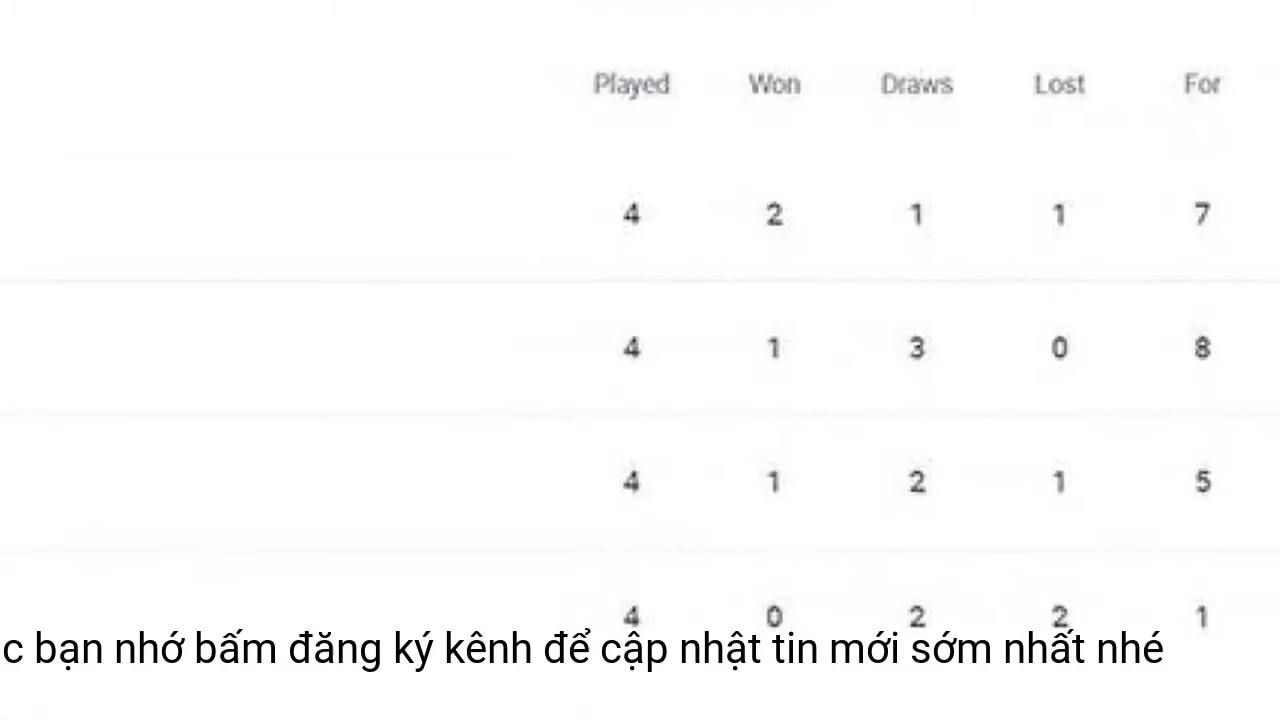 Played Won Draws Lost For
4 2 1 1 7
4 1 3 0 8
4 1 2 1 5
4 0 2 2 1
c bạn nhớ bấm đăng ký kênh để cập nhật tin mới sớm nhất nhé